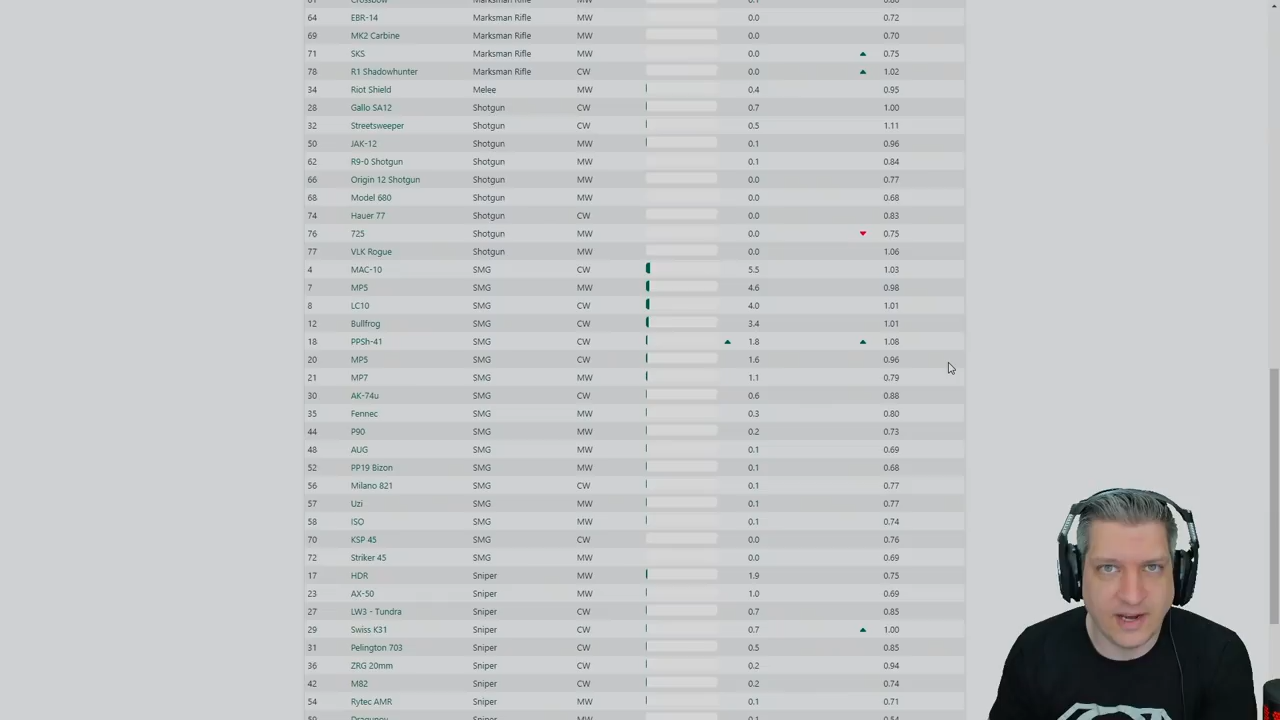 61 Crossbow Marksman Rifle MW 0.1 0.80
64 EBR-14 Marksman Rifle MW 0.0 0.72
69 MK2 Carbine Marksman Rifle MW 0.0 0.70
71 SKS Marksman Rifle MW 0.0 0.75
78 R1 Shadowhunter Marksman Rifle CW 0.0 1.02
34 Riot Shield Melee MW 0.4 0.95
28 Gallo SA12 Shotgun CW 0.7 1.00
32 Streetsweeper Shotgun CW 0.5 1.11
50 JAK-12 Shotgun MW 0.1 0.96
62 R9-0 Shotgun Shotgun MW 0.1 0.84
66 Origin 12 Shotgun Shotgun MW 0.0 0.77
68 Model 680 Shotgun MW 0.0 0.68
74 Hauer 77 Shotgun CW 0.0 0.83
76 725 Shotgun MW 0.0 0.75
77 VLK Rogue Shotgun MW 0.0 1.06
4 MAC-10 SMG CW 5.5 1.03
7 MP5 SMG MW 4.6 0.98
8 LC10 SMG CW 4.0 1.01
12 Bullfrog SMG CW 3.4 1.01
18 PPSh-41 SMG CW 1.8 1.08
20 MP5 SMG CW 1.6 0.96
21 MP7 SMG MW 1.1 0.79
30 AK-74u SMG CW 0.6 0.88
35 Fennec SMG MW 0.3 0.80
44 P90 SMG MW 0.2 0.73
48 AUG SMG MW 0.1 0.69
52 PP19 Bizon SMG MW 0.1 0.68
56 Milano 821 SMG CW 0.1 0.77
57 Uzi SMG MW 0.1 0.77
58 ISO SMG MW 0.1 0.74
70 KSP 45 SMG CW 0.0 0.76
72 Striker 45 SMG MW 0.0 0.69
17 HDR Sniper MW 1.9 0.75
23 AX-50 Sniper MW 1.0 0.69
27 LW3 - Tundra Sniper CW 0.7 0.85
29 Swiss K31 Sniper CW 0.7 1.00
31 Pelington 703 Sniper CW 0.5 0.85
36 ZRG 20mm Sniper CW 0.2 0.94
42 M82 Sniper CW 0.2 0.74
54 Rytec AMR Sniper MW 0.1 0.71
59 Dragunov Sniper MW 0.1 0.54